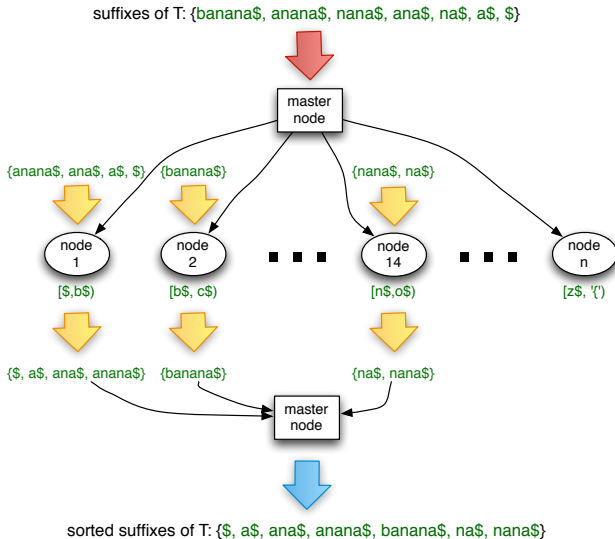 suffixes of T: {banana$, anana$, nana$, ana$, na$, a$, $}
master
node
{anana$, ana$, a$, $}
{banana$}
{nana$, na$}
node
1
node
2
node
14
node
n
[$,b$)
[b$, c$)
[n$,o$)
[z$, '{')
{$, a$, ana$, anana$}
{banana$}
{na$, nana$}
master
node
sorted suffixes of T: {$, a$, ana$, anana$, banana$, na$, nana$}